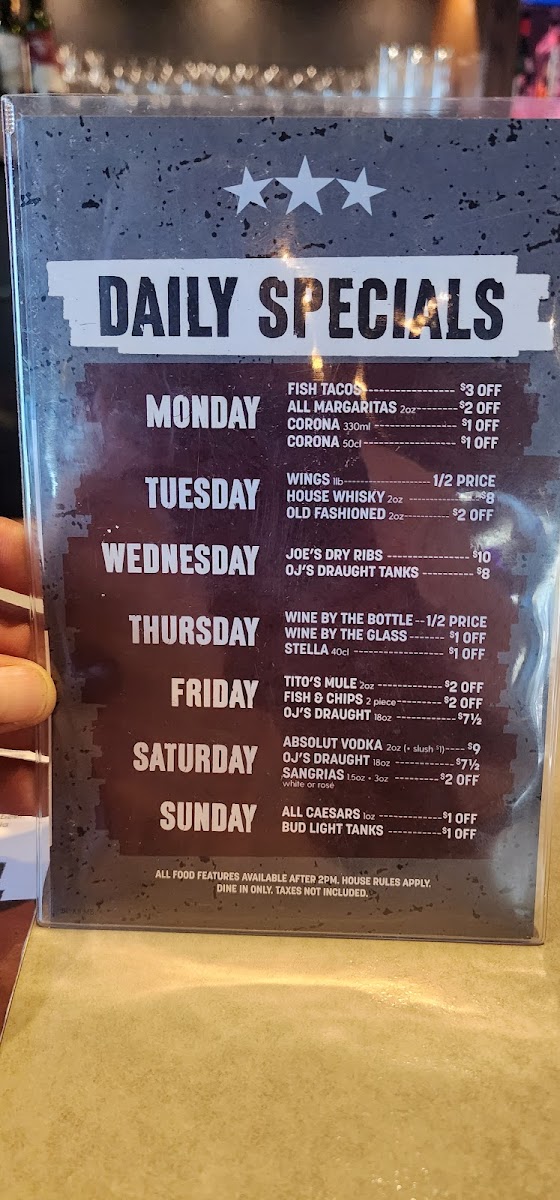 DAILY SPECIALS
MONDAY
FISH TACOS ------------------ $3 OFF
ALL MARGARITAS 2oz-------- $2 OFF
CORONA 330ml ---------------- $1 OFF
CORONA 50cl ------------------ $1 OFF
TUESDAY
WINGS 1lb------------------ 1/2 PRICE
HOUSE WHISKY 2oz --------------- $8
OLD FASHIONED 2oz--------- $2 OFF
WEDNESDAY
JOE'S DRY RIBS ---------------- $10
OJ'S DRAUGHT TANKS ---------- $8
THURSDAY
WINE BY THE BOTTLE --1/2 PRICE
WINE BY THE GLASS ------- $1 OFF
STELLA 40cl ------------------- $1 OFF
FRIDAY
TITO'S MULE 2oz ------------- $2 OFF
FISH & CHIPS 2 piece--------- $2 OFF
OJ'S DRAUGHT 18oz ------------ $7½
SATURDAY
ABSOLUT VODKA 2oz (+ slush $1)---- $9
OJ'S DRAUGHT 18oz ------------ $7½
SANGRIAS 1.5oz • 3oz --------- $2 OFF
white or rosé
SUNDAY
ALL CAESARS 1oz ------------- $1 OFF
BUD LIGHT TANKS ----------- $1 OFF
ALL FOOD FEATURES AVAILABLE AFTER 2PM. HOUSE RULES APPLY.
DINE IN ONLY. TAXES NOT INCLUDED.